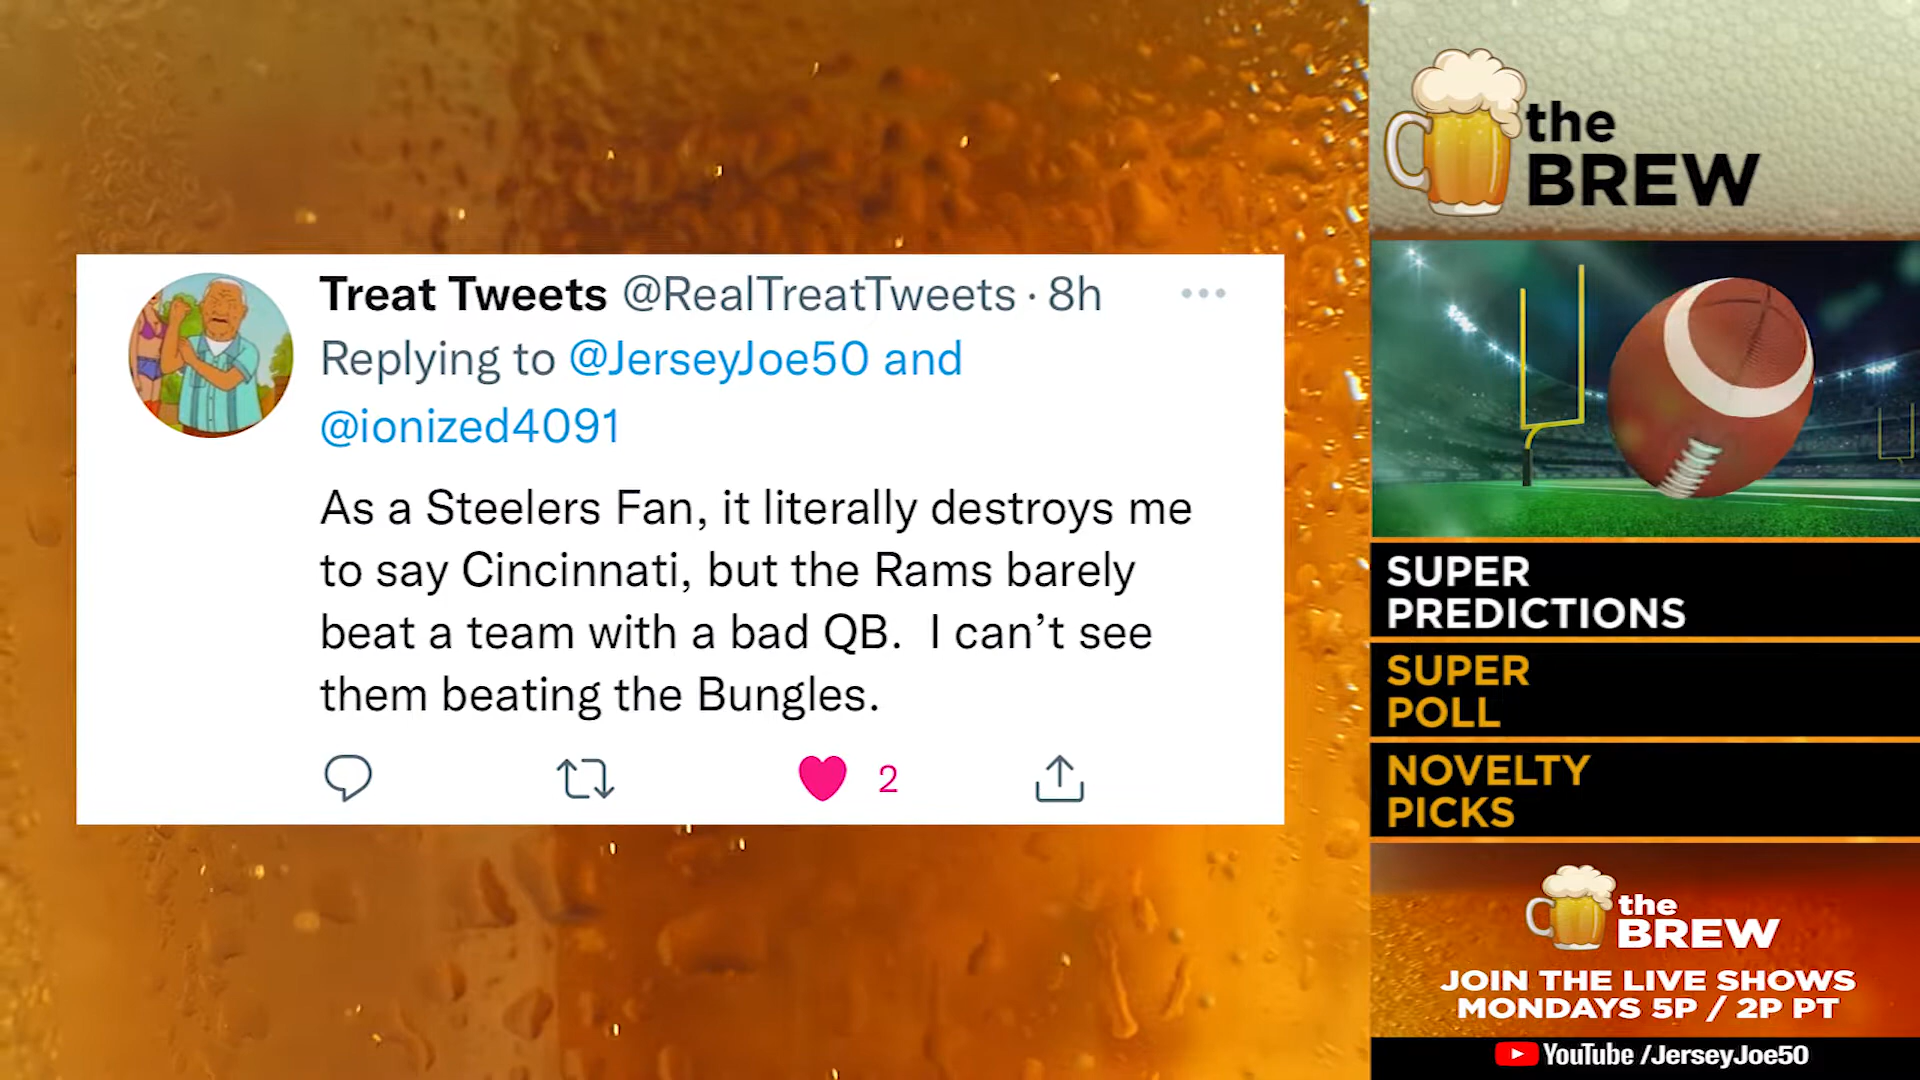 Treat Tweets @RealTreatTweets · 8h
Replying to @JerseyJoe50 and
@ionized4091
As a Steelers Fan, it literally destroys me
to say Cincinnati, but the Rams barely
beat a team with a bad QB.  I can’t see
them beating the Bungles.
2
the
BREW
SUPER
PREDICTIONS
SUPER
POLL
NOVELTY
PICKS
the
BREW
JOIN THE LIVE SHOWS
MONDAYS 5P / 2P PT
YouTube /JerseyJoe50